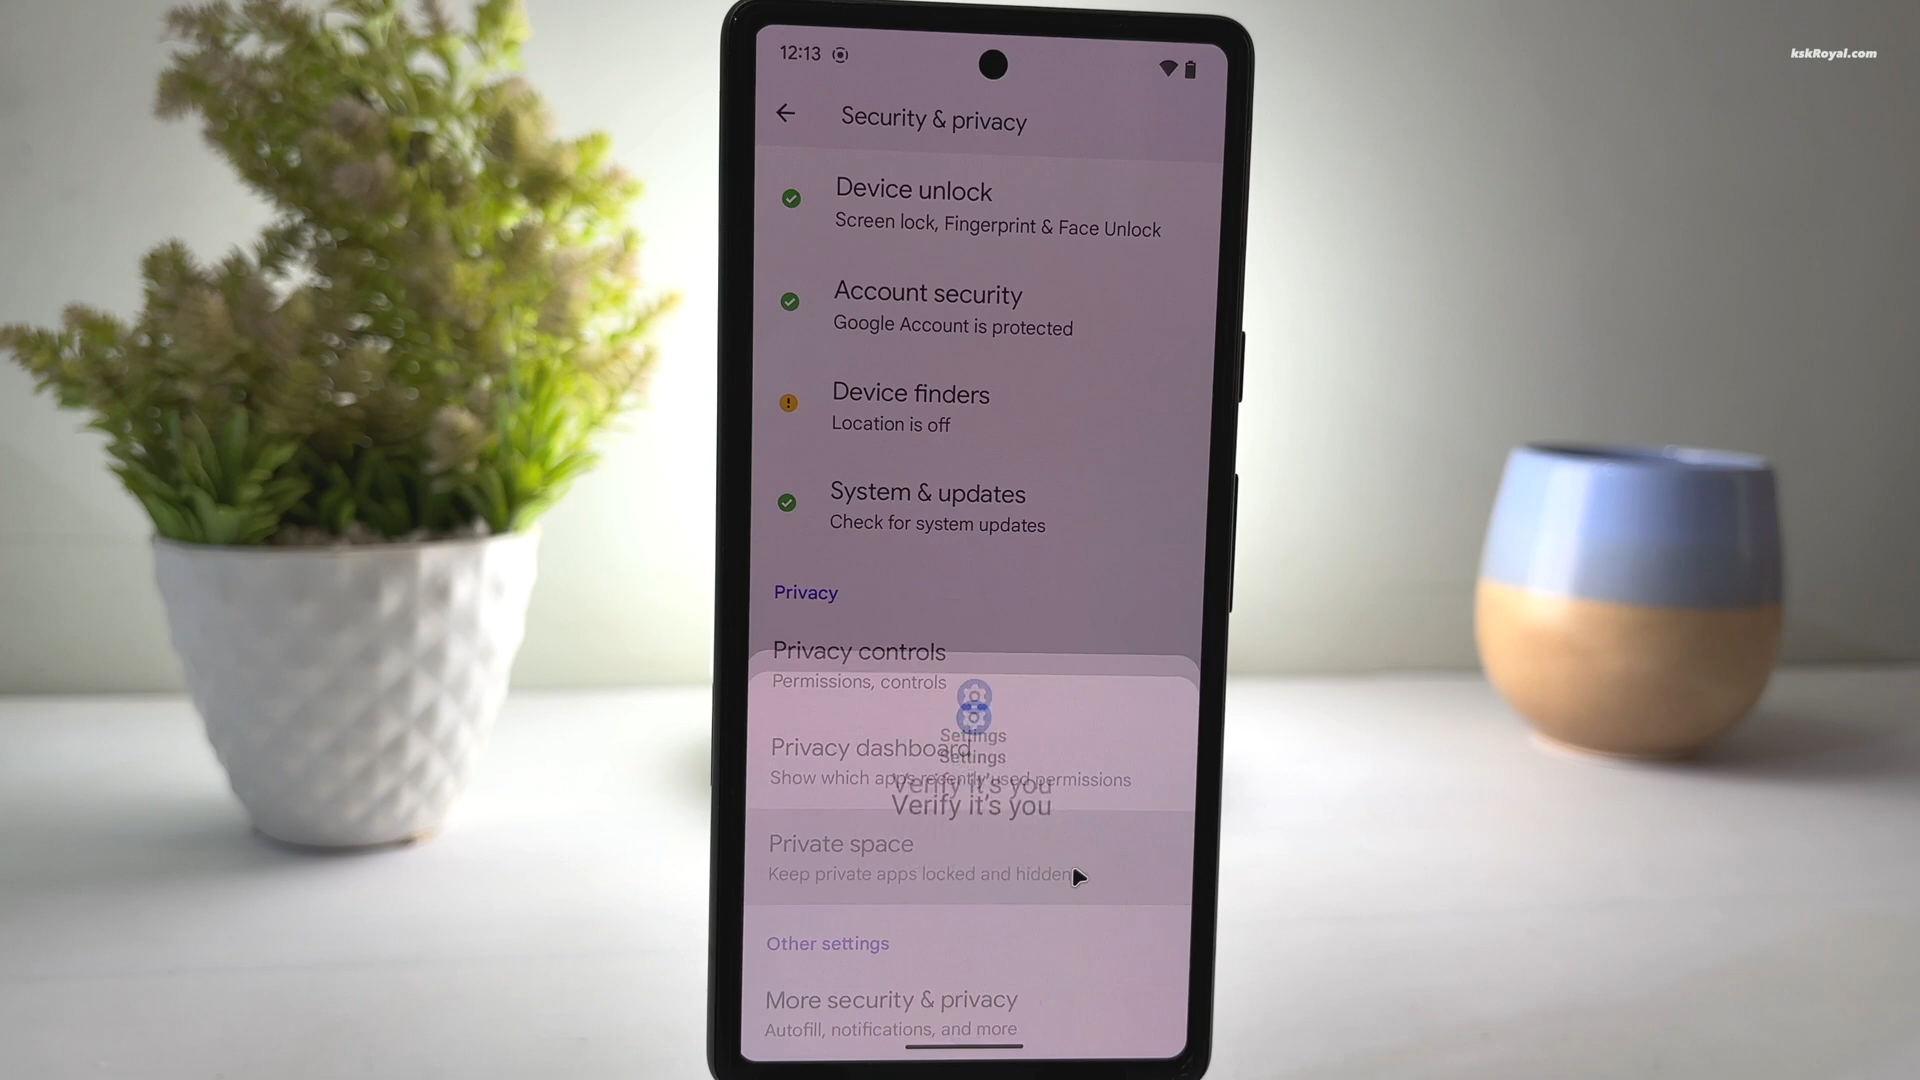 kskRoyal.com
12:13
Security & privacy
Device unlock
Screen lock, Fingerprint & Face Unlock
Account security
Google Account is protected
Device finders
Location is off
System & updates
Check for system updates
Privacy
Privacy controls
Permissions, controls
Settings
Privacy dashboard
Settings
Show which apps recently used permissions
Verify it's you
Verify it's you
Private space
Keep private apps locked and hidden
Other settings
More security & privacy
Autofill, notifications, and more